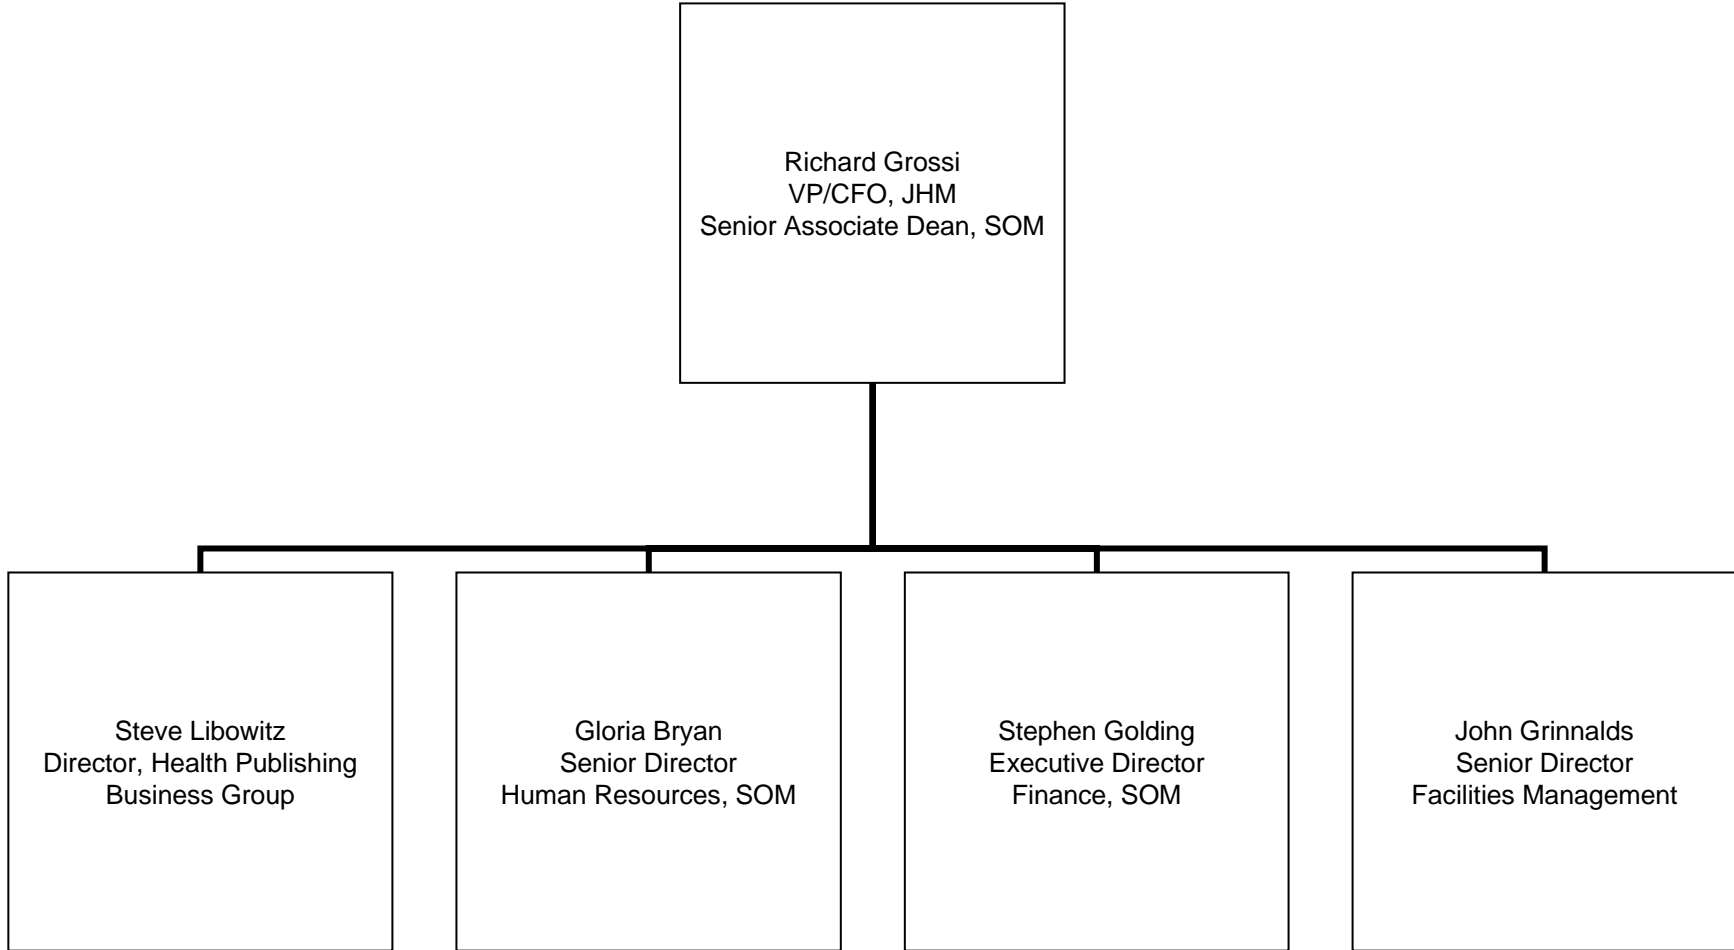 Richard Grossi
VP/CFO, JHM
Senior Associate Dean, SOM
Steve Libowitz
Director, Health Publishing
Business Group
Gloria Bryan
Senior Director
Human Resources, SOM
Stephen Golding
Executive Director
Finance, SOM
John Grinnalds
Senior Director
Facilities Management